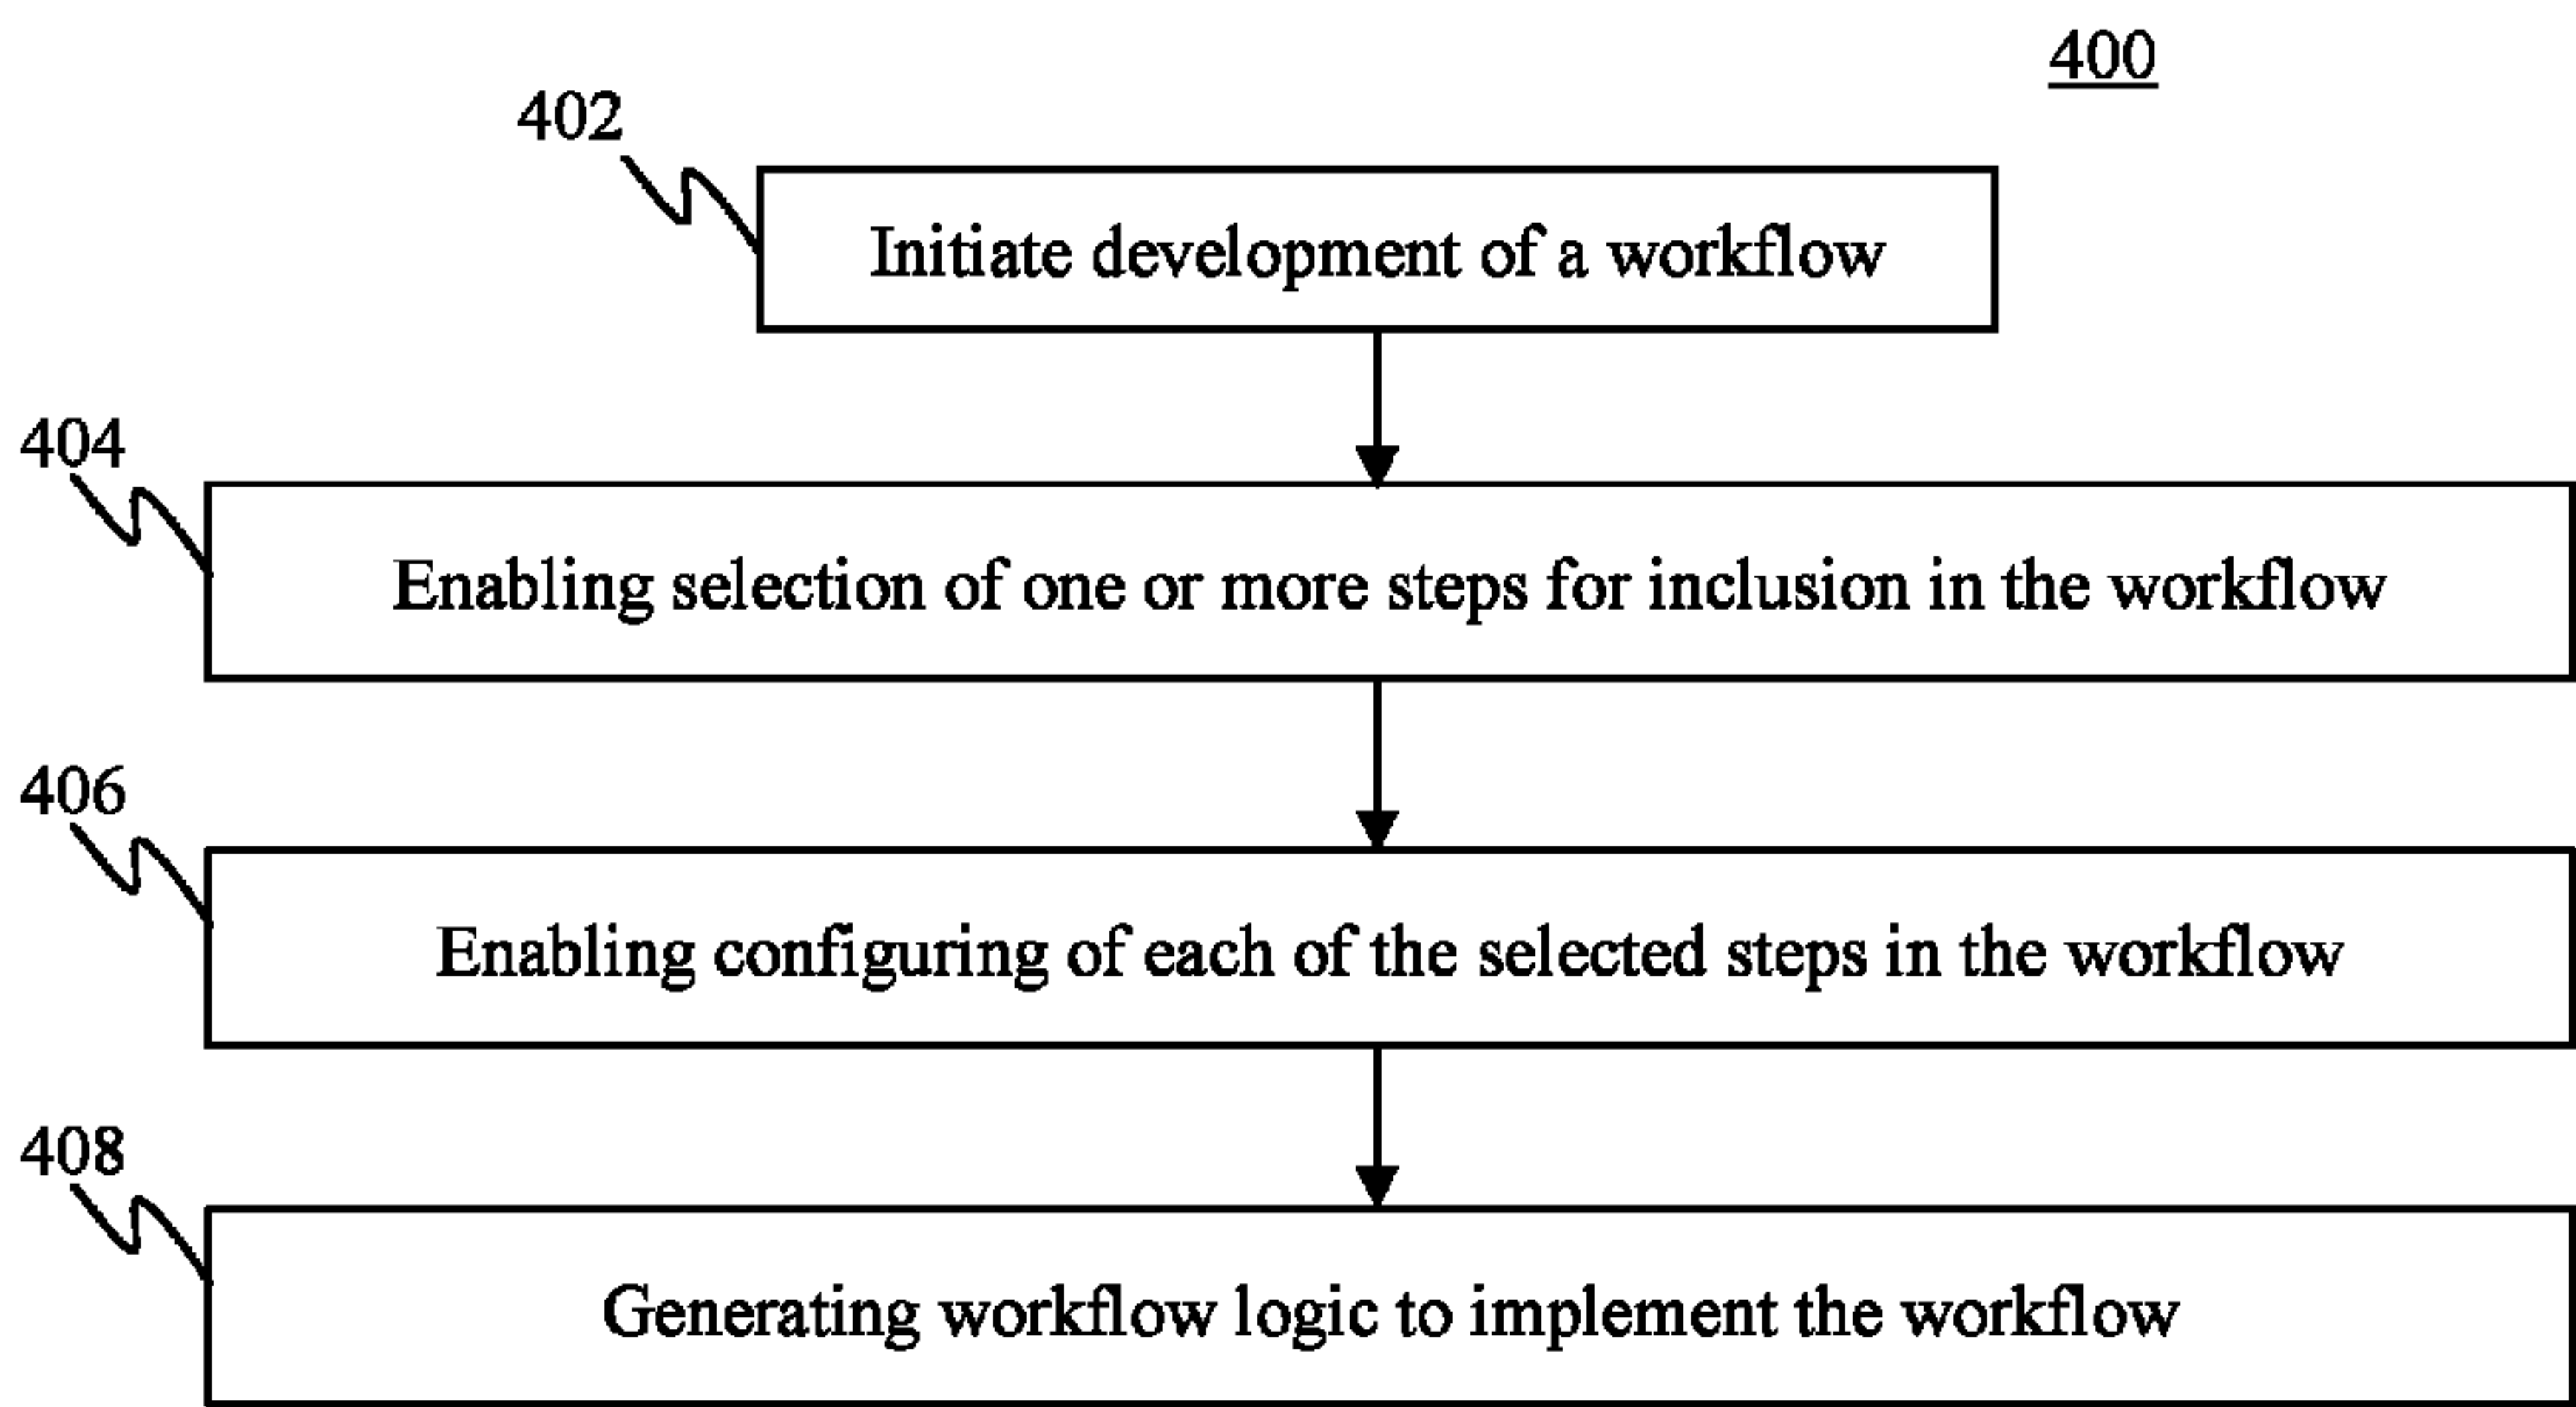 400
402
Initiate development of a workflow
404
Enabling selection of one or more steps for inclusion in the workflow
406
Enabling configuring of each of the selected steps in the workflow
408
Generating workflow logic to implement the workflow